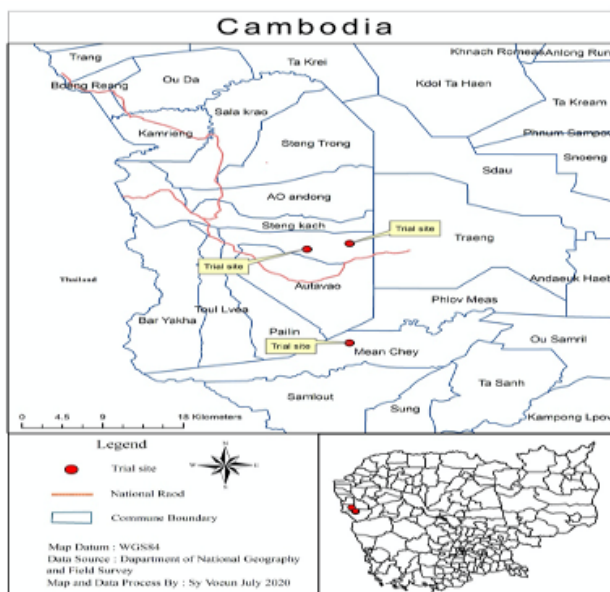 Cambodia
Trang
Ou Da
Ta Krei
Khnach Romeas
Anlong Run
Boeng Reang
Kdol Ta Haen
Sala krao
Ta Kream
Kamrieng
Phnum Sampov
Steng Trong
Snoeng
Sdau
AO andong
Steng kach
Trial site
Traeng
Trial site
Thailand
Andaeuk Haeb
Autavao
Phlov Meas
Bar Yakha
Toul Lvea
Pailin
Ou Samril
Trial site
Mean Chey
Ta Sanh
Samlout
Sung
Kampong Lpov
0 4.5 9 18 Kilometers
Legend
N
W E
S
Trial site
National Raod
Commune Boundary
Map Datum : WGS84
Data Source : Dapartment of National Geography
and Field Survey
Map and Data Process By : Sy Voeun July 2020